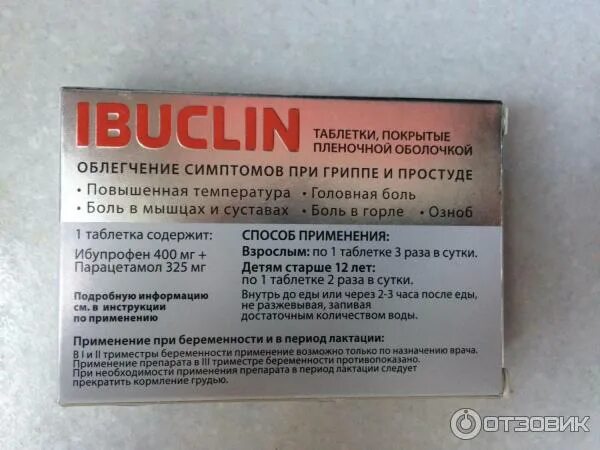 IBUCLIN
ТАБЛЕТКИ, ПОКРЫТЫЕ
ПЛЕНОЧНОЙ ОБОЛОЧКОЙ
ОБЛЕГЧЕНИЕ СИМПТОМОВ ПРИ ГРИППЕ И ПРОСТУДЕ
• Повышенная температура • Головная боль
• Боль в мышцах и суставах • Боль в горле • Озноб
1 таблетка содержит:
Ибупрофен 400 мг +
Парацетамол 325 мг
Подробную информацию
см. в инструкции
по применению
СПОСОБ ПРИМЕНЕНИЯ:
Взрослым: по 1 таблетке 3 раза в сутки.
Детям старше 12 лет:
по 1 таблетке 2 раза в сутки.
Внутрь до еды или через 2-3 часа после еды,
не разжевывая, запивая
достаточным количеством воды.
Применение при беременности и в период лактации:
В I и II триместры беременности применение возможно только по назначению врача.
Применение препарата в III триместре беременности противопоказано.
При необходимости применения препарата в период лактации следует
прекратить кормление грудью.
ОТЗОВИК